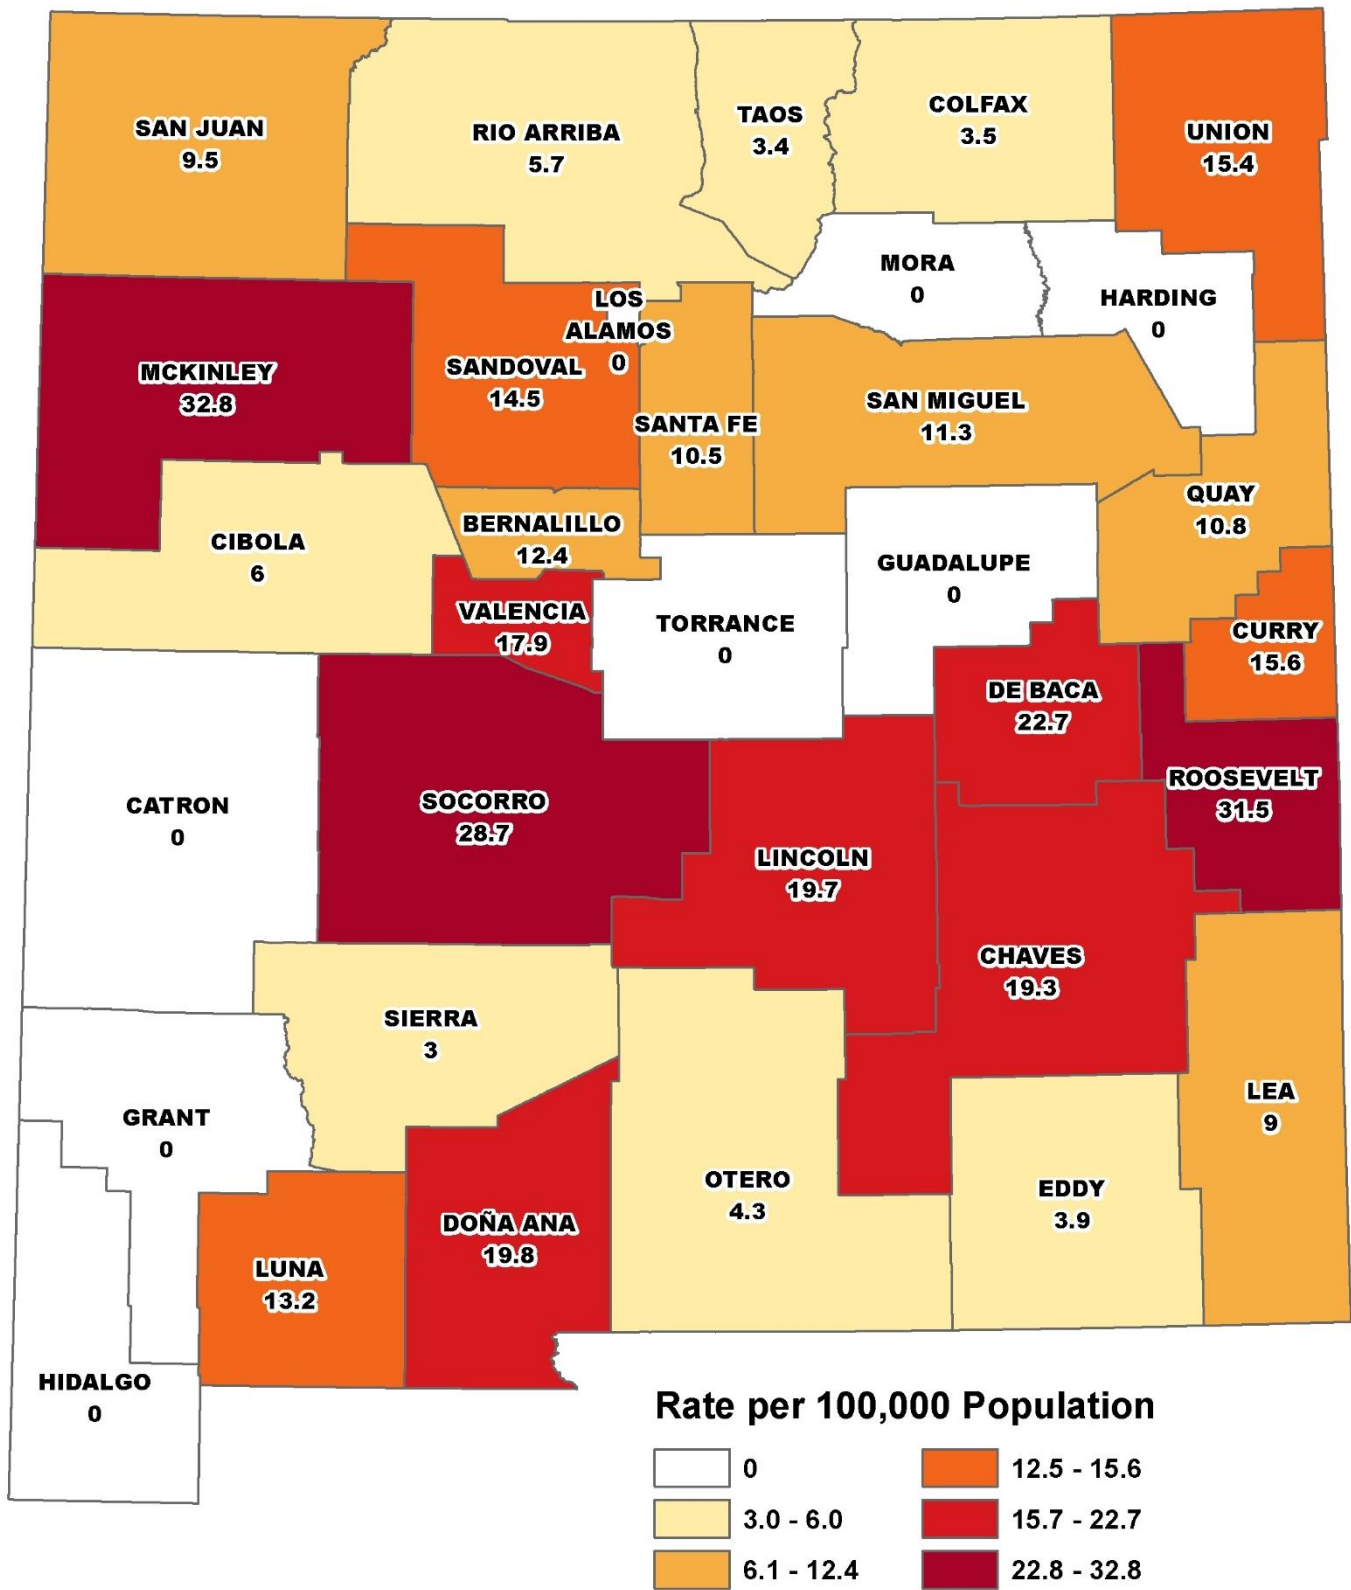 SAN JUAN
9.5
RIO ARRIBA
5.7
TAOS
3.4
COLFAX
3.5
UNION
15.4
MORA
0
HARDING
0
LOS
ALAMOS
0
MCKINLEY
32.8
SANDOVAL
14.5
SANTA FE
10.5
SAN MIGUEL
11.3
QUAY
10.8
CIBOLA
6
BERNALILLO
12.4
GUADALUPE
0
VALENCIA
17.9
TORRANCE
0
CURRY
15.6
DE BACA
22.7
ROOSEVELT
31.5
CATRON
0
SOCORRO
28.7
LINCOLN
19.7
CHAVES
19.3
SIERRA
3
GRANT
0
LEA
9
OTERO
4.3
EDDY
3.9
DOÑA ANA
19.8
LUNA
13.2
HIDALGO
0
Rate per 100,000 Population
0
3.0 - 6.0
6.1 - 12.4
12.5 - 15.6
15.7 - 22.7
22.8 - 32.8